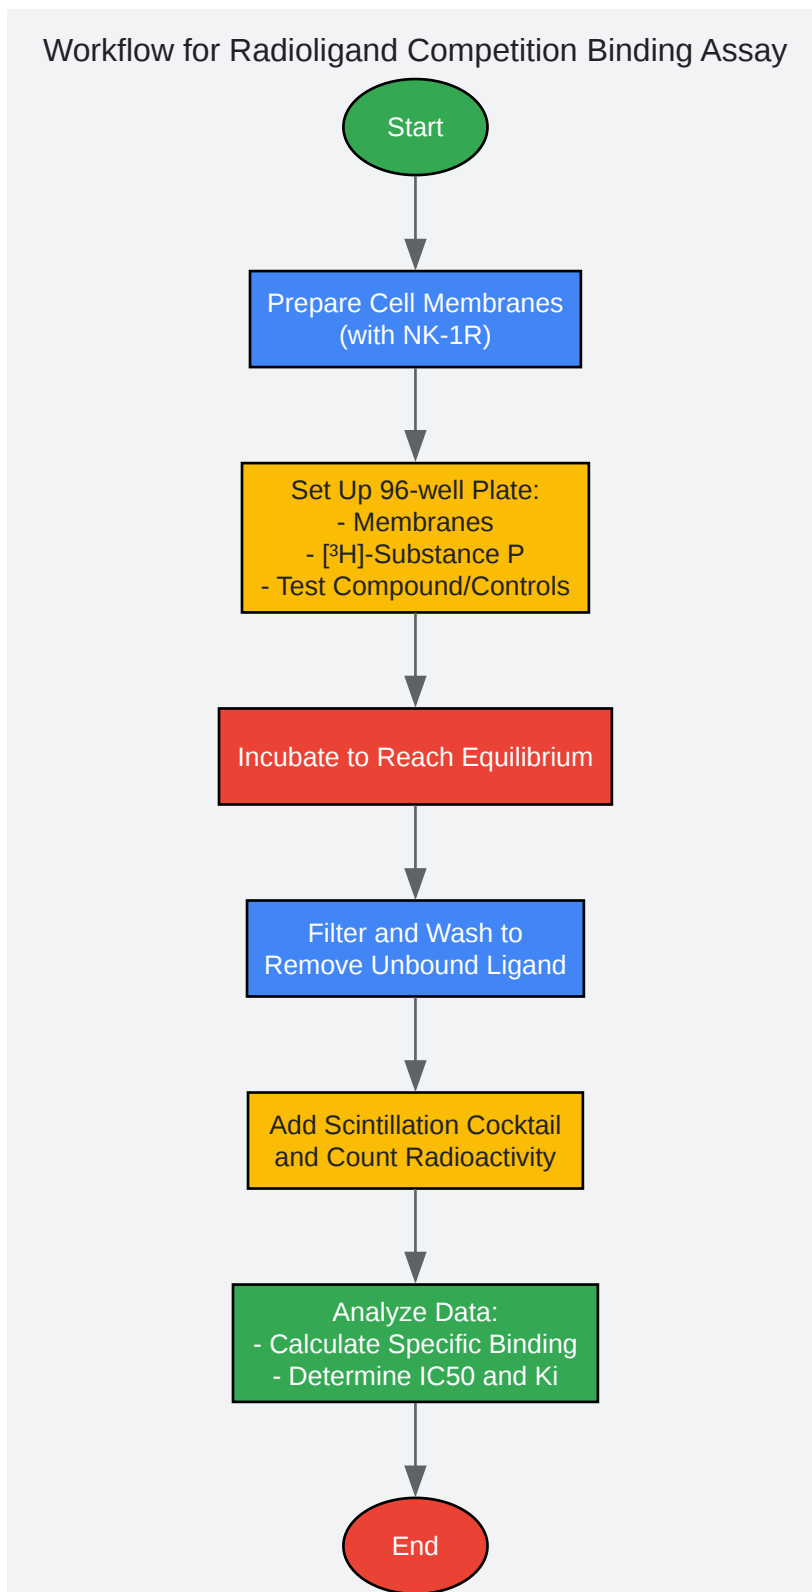 Workflow for Radioligand Competition Binding Assay
Start
Prepare Cell Membranes
(with NK-1R)
Set Up 96-well Plate:
- Membranes
- [³H]-Substance P
- Test Compound/Controls
Incubate to Reach Equilibrium
Filter and Wash to
Remove Unbound Ligand
Add Scintillation Cocktail
and Count Radioactivity
Analyze Data:
- Calculate Specific Binding
- Determine IC50 and Ki
End